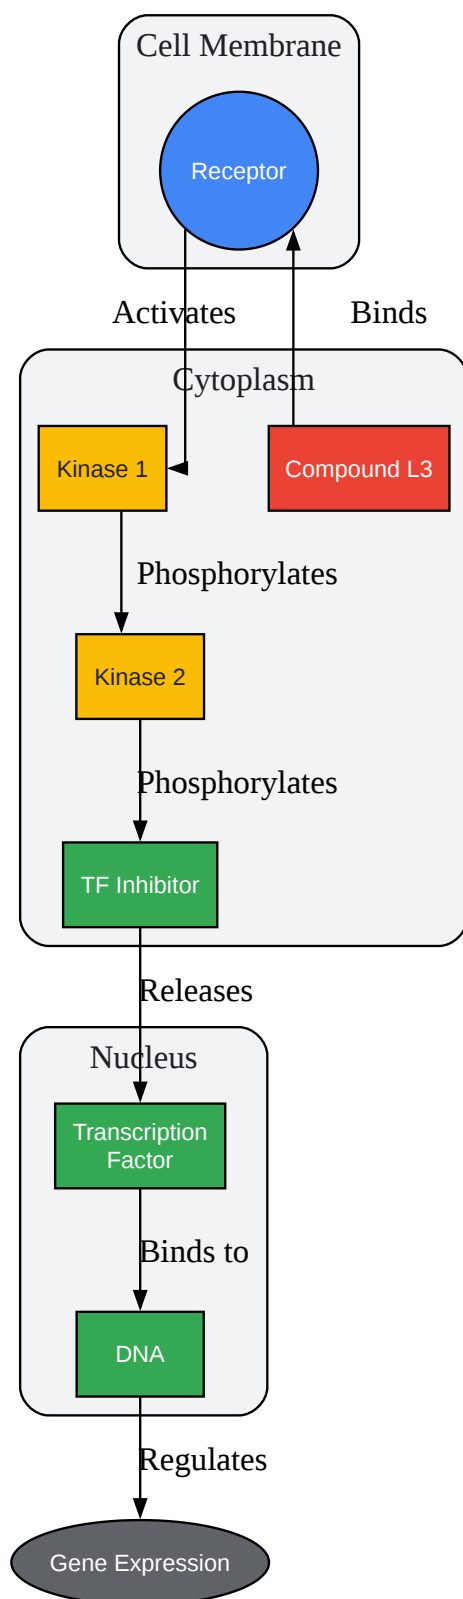 Cell Membrane
Receptor
Activates
Binds
Cytoplasm
Kinase 1
Compound L3
Phosphorylates
Kinase 2
Phosphorylates
TF Inhibitor
Releases
Nucleus
Transcription
Factor
Binds to
DNA
Regulates
Gene Expression